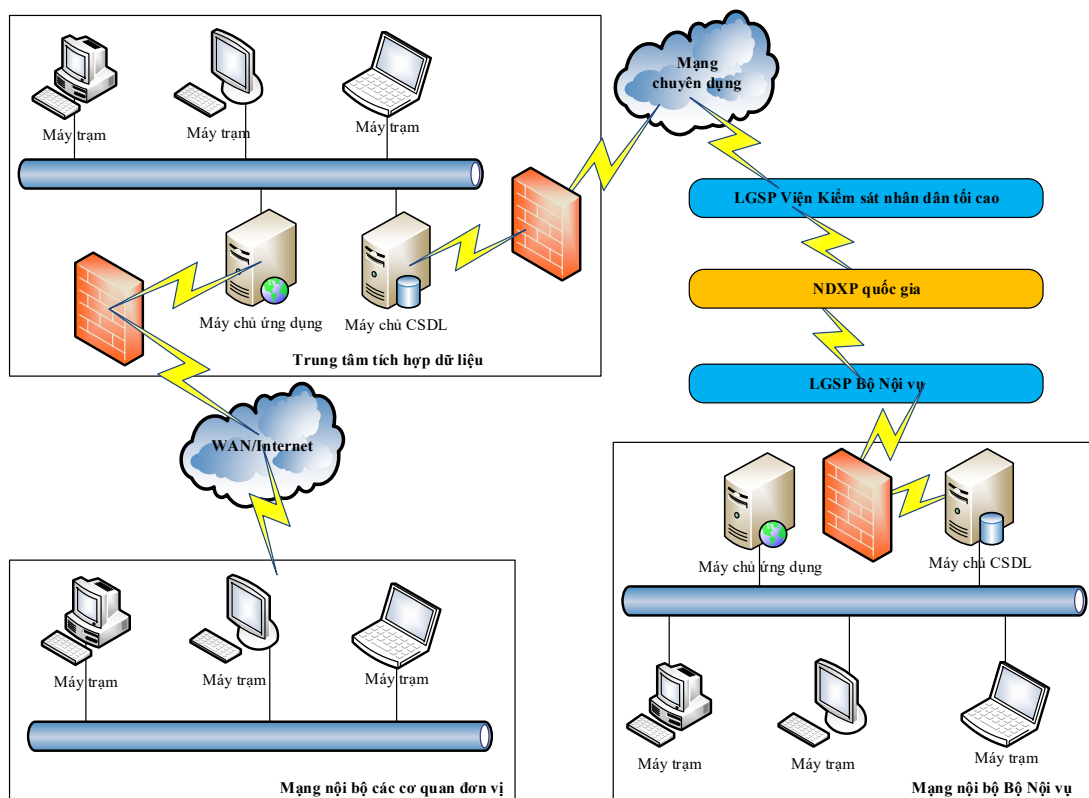 Máy trạm
Máy trạm
Máy trạm
Máy chủ ứng dụng
Máy chủ CSDL
Trung tâm tích hợp dữ liệu
Mạng
chuyên dụng
LGSP Viện Kiểm sát nhân dân tối cao
NDXP quốc gia
LGSP Bộ Nội vụ
WAN/Internet
Máy trạm
Máy trạm
Máy trạm
Mạng nội bộ các cơ quan đơn vị
Máy chủ ứng dụng
Máy chủ CSDL
Máy trạm
Máy trạm
Máy trạm
Mạng nội bộ Bộ Nội vụ